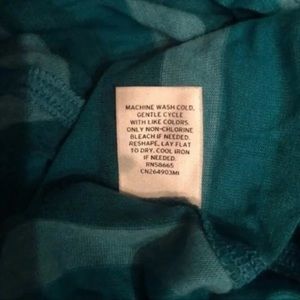 MACHINE WASH COLD,
GENTLE CYCLE
WITH LIKE COLORS.
ONLY NON-CHLORINE
BLEACH IF NEEDED.
RESHAPE, LAY FLAT
TO DRY. COOL IRON
IF NEEDED.
RN58665
CN264903MI